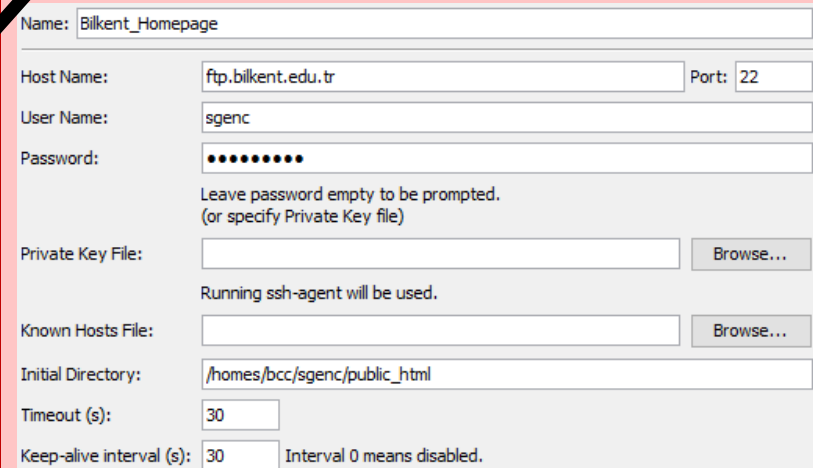 Name: Bilkent_Homepage
Host Name: ftp.bilkent.edu.tr Port: 22
User Name: sgenc
Password: •••••••••
Leave password empty to be prompted.
(or specify Private Key file)
Private Key File: Browse...
Running ssh-agent will be used.
Known Hosts File: Browse...
Initial Directory: /homes/bcc/sgenc/public_html
Timeout (s): 30
Keep-alive interval (s): 30 Interval 0 means disabled.